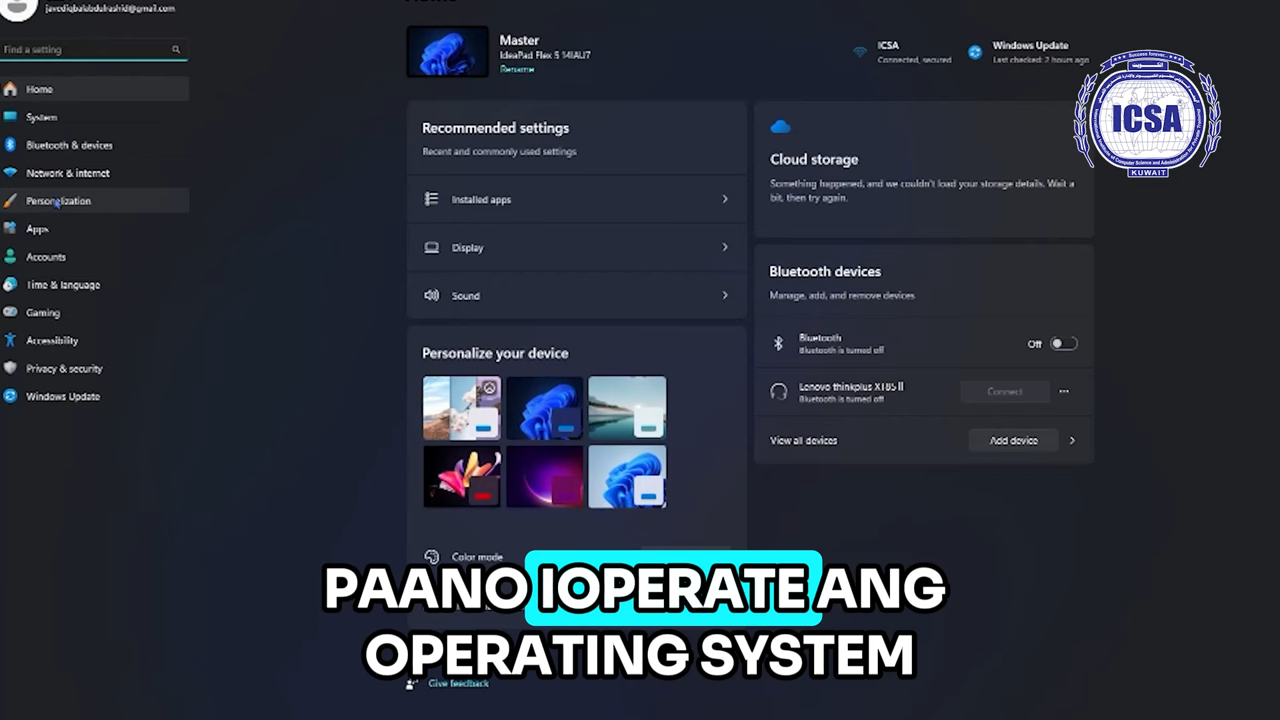 javediqbalabdulrashid@gmail.com
Find a setting
Home
System
Bluetooth & devices
Network & internet
Personalization
Apps
Accounts
Time & language
Gaming
Accessibility
Privacy & security
Windows Update
Master
IdeaPad Flex 5 14IAU7
Rename
ICSA
Connected, secured
Windows Update
Last checked: 2 hours ago
Success forever...
الكويت
ICSA
KUWAIT
Recommended settings
Recent and commonly used settings
Installed apps
Display
Sound
Personalize your device
Color mode
Give feedback
Cloud storage
Something happened, and we couldn't load your storage details. Wait a
bit, then try again.
Bluetooth devices
Manage, add, and remove devices
Bluetooth
Bluetooth is turned off
Off
Lenovo thinkplus XT85 II
Bluetooth is turned off
Connect
View all devices
Add device
PAANO IOPERATE ANG
OPERATING SYSTEM